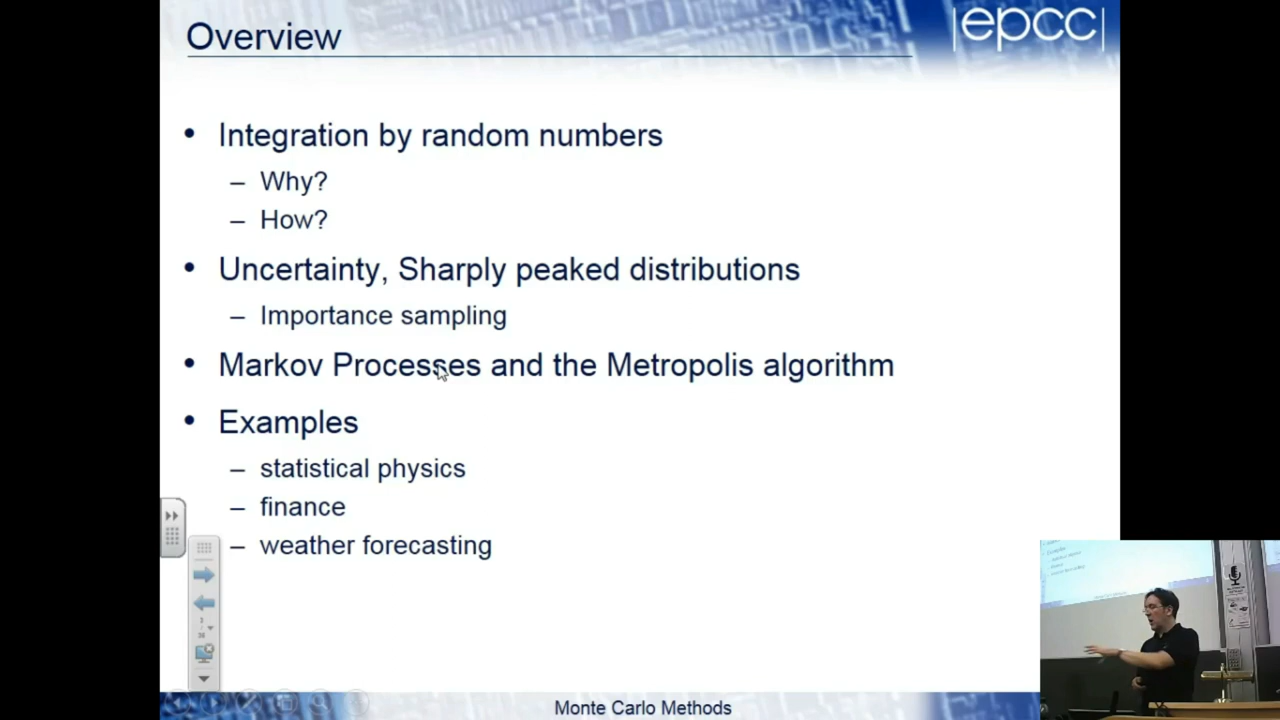 Overview
|epcc|
• Integration by random numbers
– Why?
– How?
• Uncertainty, Sharply peaked distributions
– Importance sampling
• Markov Processes and the Metropolis algorithm
• Examples
– statistical physics
– finance
– weather forecasting
Monte Carlo Methods